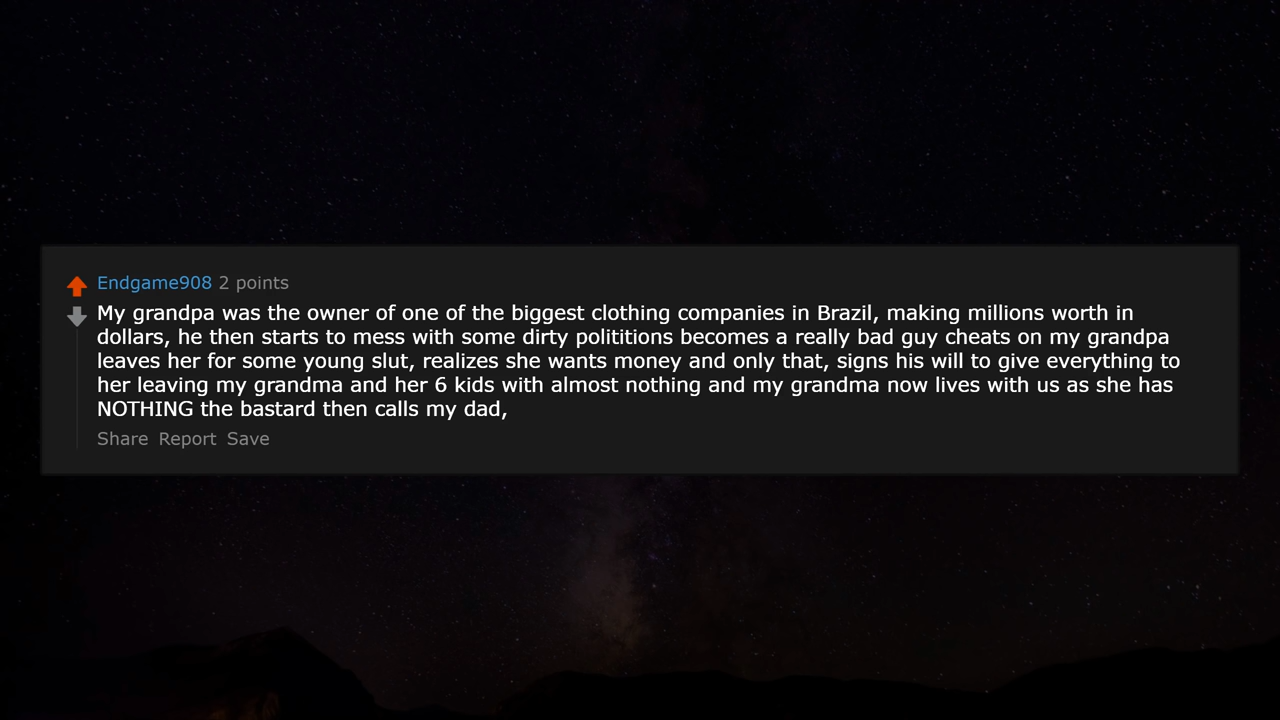 Endgame908 2 points
My grandpa was the owner of one of the biggest clothing companies in Brazil, making millions worth in
dollars, he then starts to mess with some dirty polititions becomes a really bad guy cheats on my grandpa
leaves her for some young slut, realizes she wants money and only that, signs his will to give everything to
her leaving my grandma and her 6 kids with almost nothing and my grandma now lives with us as she has
NOTHING the bastard then calls my dad,
Share Report Save